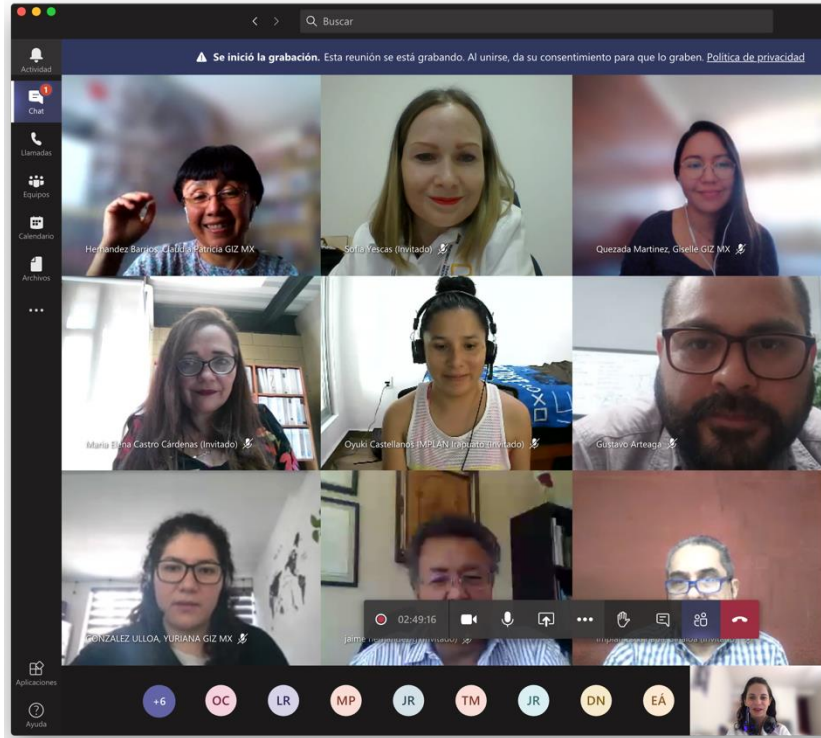 Buscar
Se inició la grabación. Esta reunión se está grabando. Al unirse, da su consentimiento para que lo graben. Política de privacidad
Actividad
1
Chat
Llamadas
Equipos
Calendario
Archivos
Hernandez Barrios, Claudia Patricia GIZ MX
Sofia Yescas (Invitado)
Quezada Martinez, Giselle GIZ MX
Maria Elena Castro Cárdenas (Invitado)
Oyuki Castellanos IMPLAN Irapuato (Invitado)
Gustavo Arteaga
GONZALEZ ULLOA, YURIANA GIZ MX
02:49:16
jaime
+6
OC
LR
MP
JR
TM
JR
DN
EÁ
Aplicaciones
Ayuda